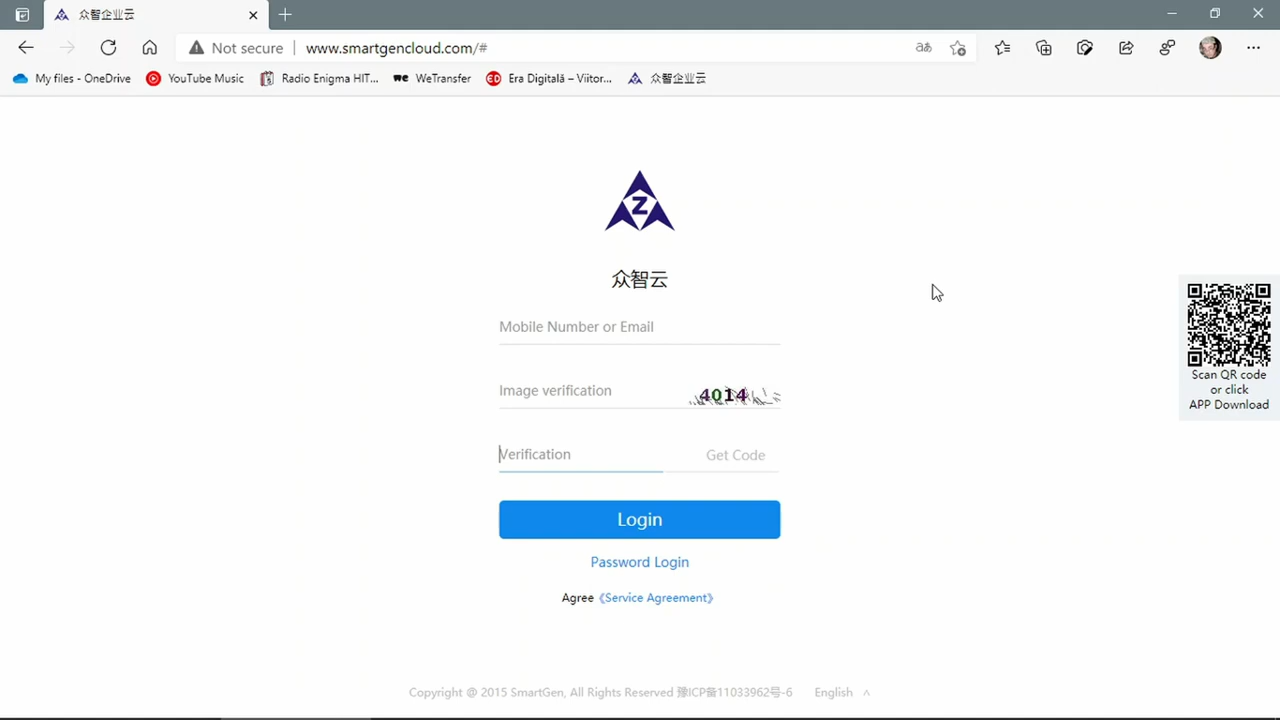 众智企业云
Not secure www.smartgencloud.com/#
My files - OneDrive YouTube Music Radio Enigma HIT... WeTransfer Era Digitală – Viitor... 众智企业云
Z
众智云
Mobile Number or Email
Image verification 4014
Verification Get Code
Login
Password Login
Agree 《Service Agreement》
Scan QR code
or click
APP Download
Copyright @ 2015 SmartGen, All Rights Reserved 豫ICP备11033962号-6 English